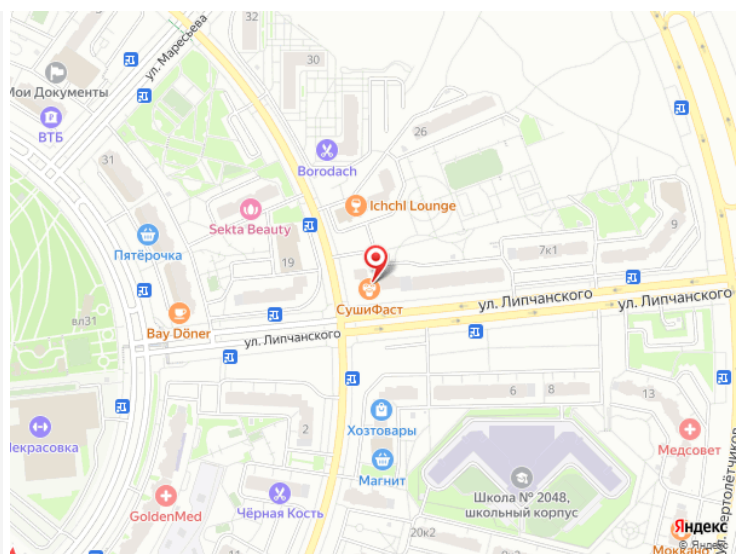 32
ул. Маресьева
30
Мои Документы
ВТБ
26
31
Borodach
Ichchl Lounge
Sekta Beauty
9
7к1
Пятёрочка
19
СушиФаст
ул. Липчанского
ул. Липчанского
вл31
Bay Döner
ул. Липчанского
6
8
13
2
Хозтовары
Некрасовка
Медсовет
Магнит
Школа № 2048,
школьный корпус
GoldenMed
Чёрная Кость
20к2
Яндекс
© Яндекс